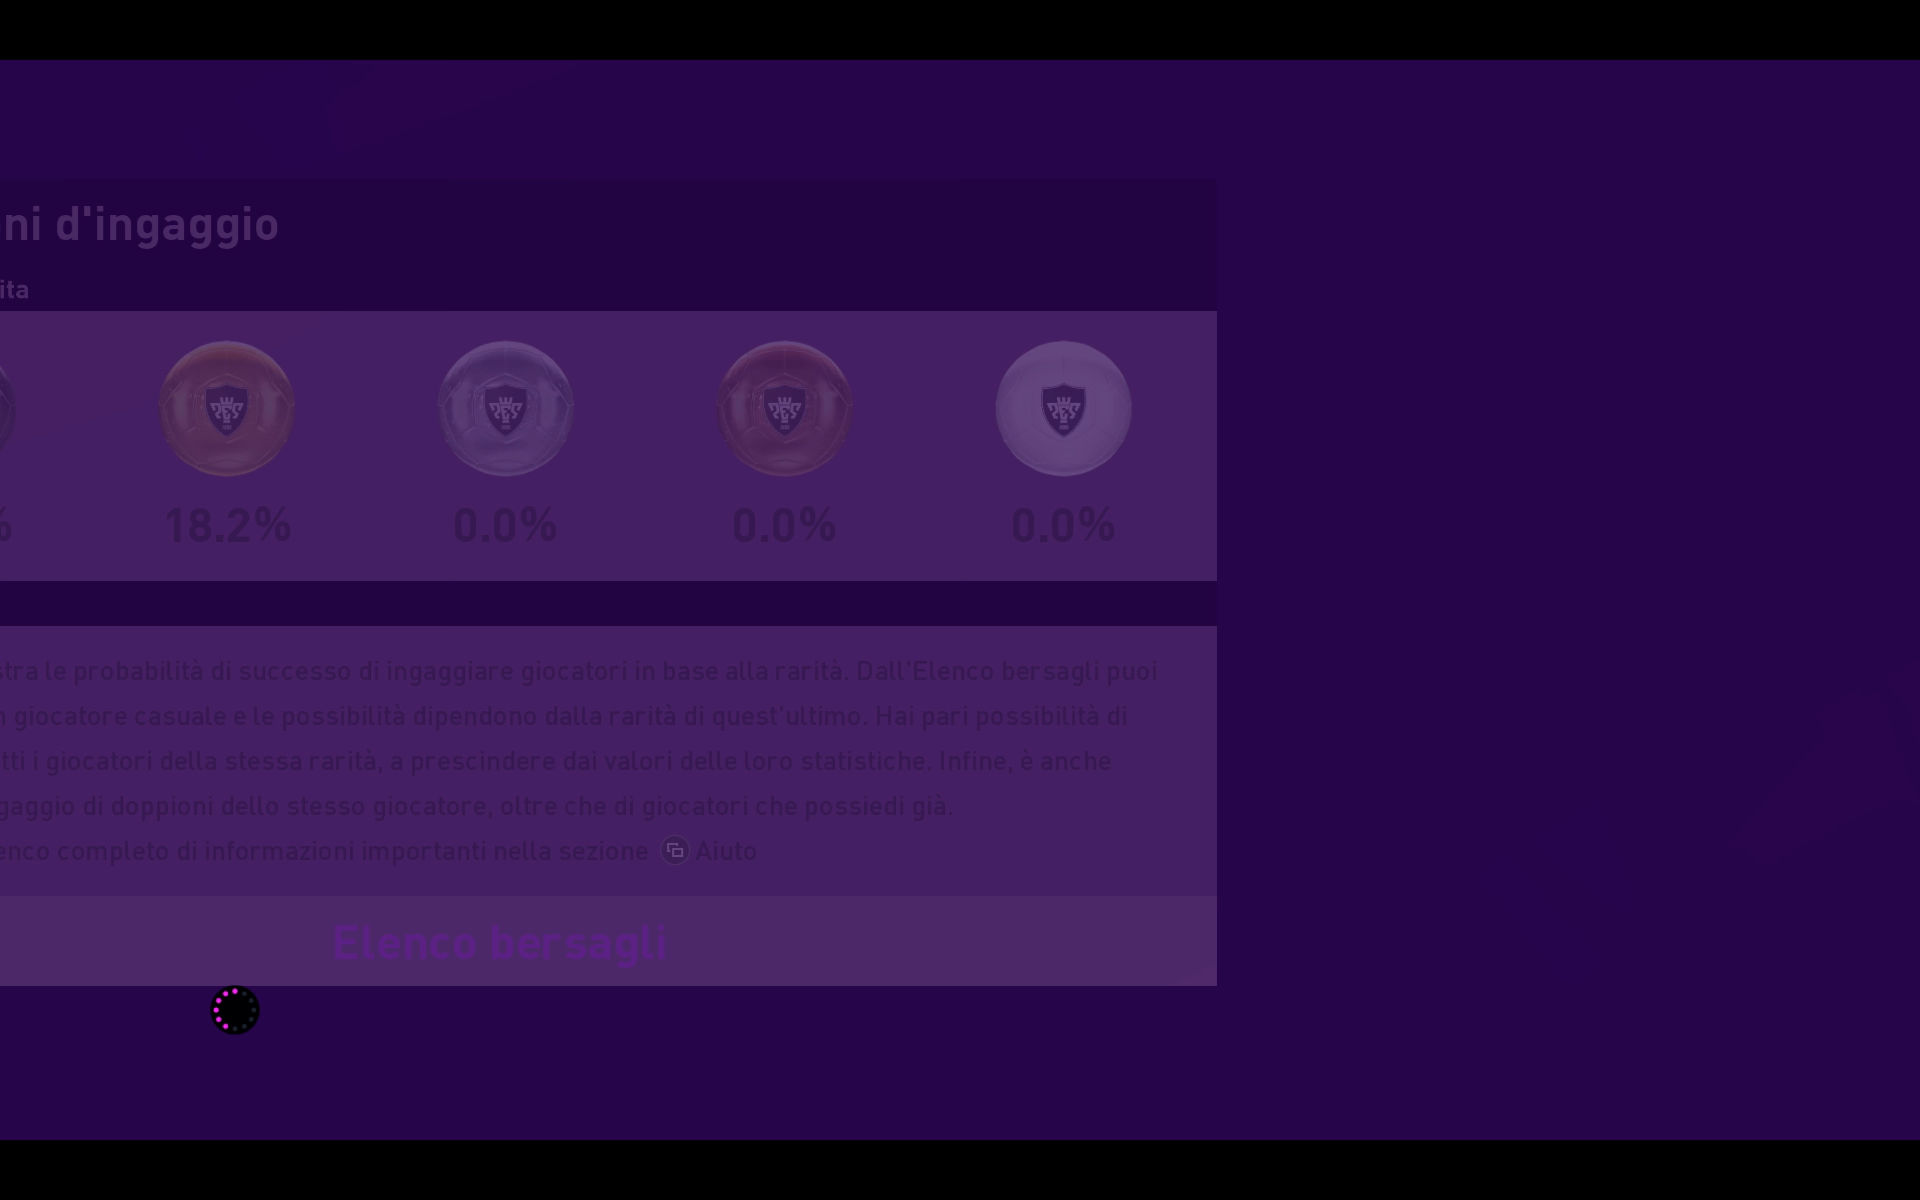 ni d'ingaggio
ita
% 18.2% 0.0% 0.0% 0.0%
stra le probabilità di successo di ingaggiare giocatori in base alla rarità. Dall'Elenco bersagli puoi
n giocatore casuale e le possibilità dipendono dalla rarità di quest'ultimo. Hai pari possibilità di
tti i giocatori della stessa rarità, a prescindere dai valori delle loro statistiche. Infine, è anche
gaggio di doppioni dello stesso giocatore, oltre che di giocatori che possiedi già.
enco completo di informazioni importanti nella sezione Aiuto
Elenco bersagli